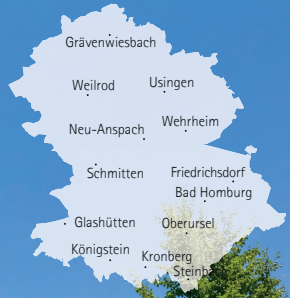 Grävenwiesbach
Weilrod
Usingen
Neu-Anspach
Wehrheim
Schmitten
Friedrichsdorf
Bad Homburg
Glashütten
Oberursel
Königstein
Kronberg